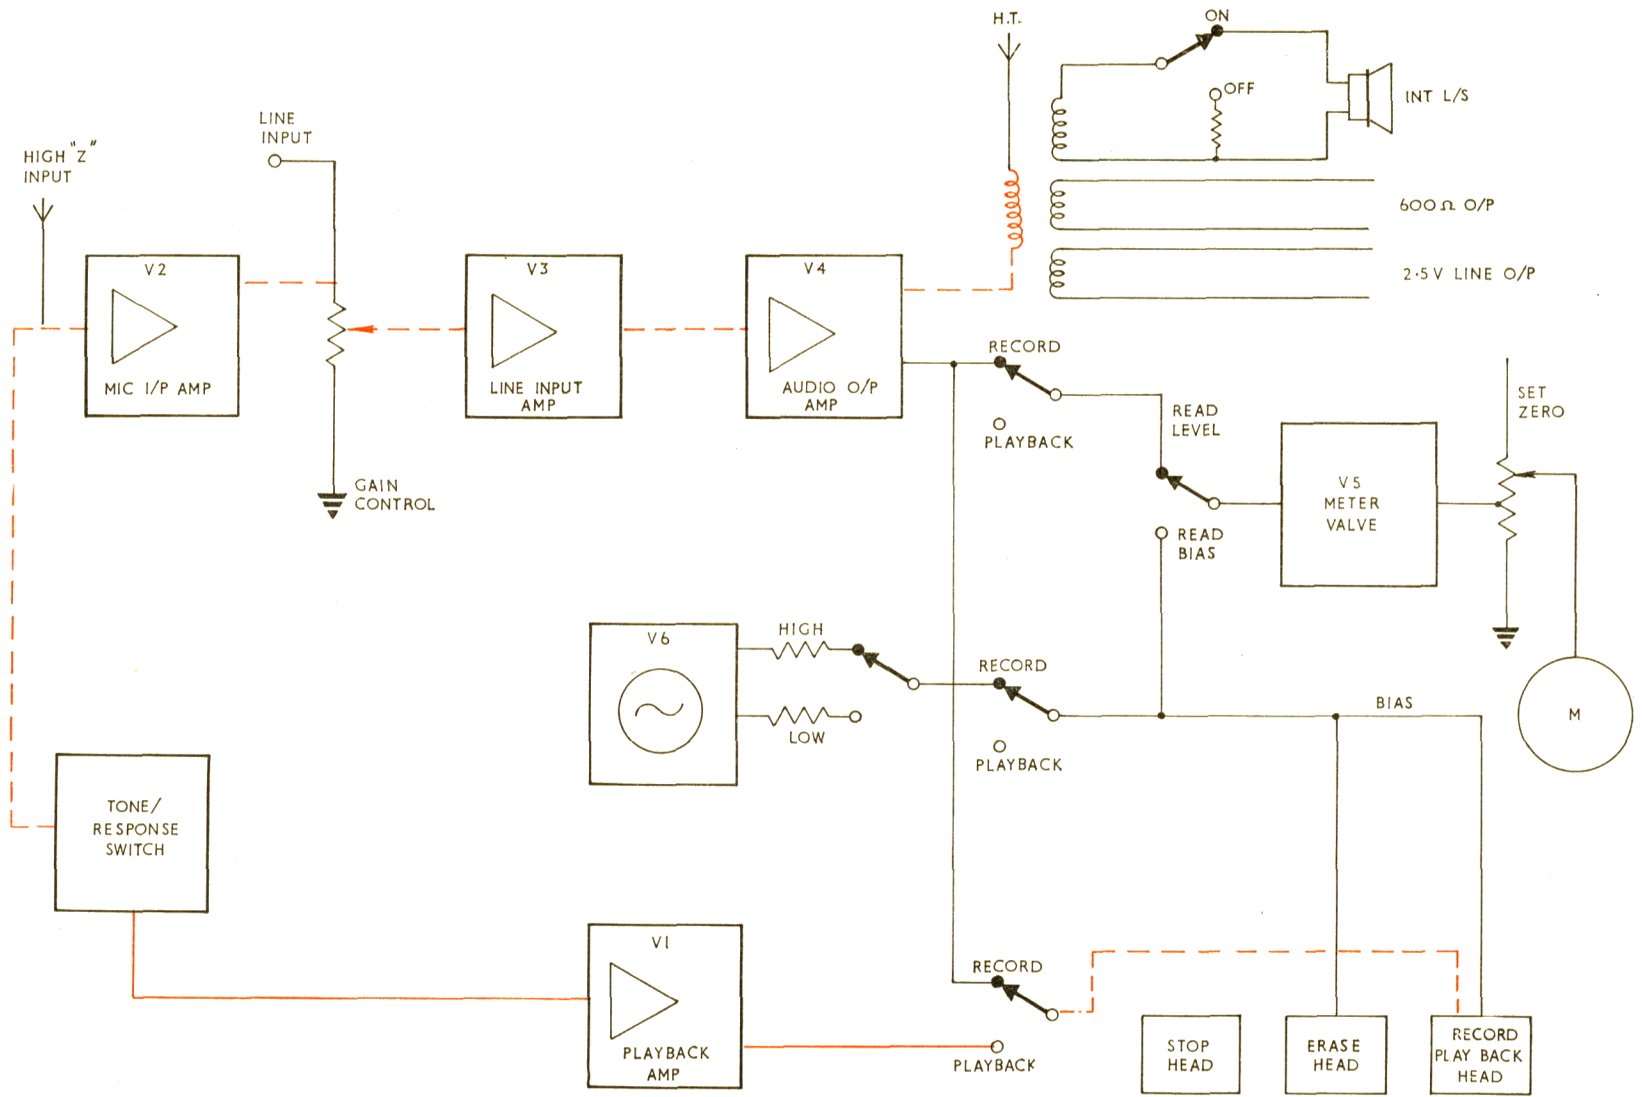 H.T.
ON
OFF
INT L/S
LINE
INPUT
HIGH "Z"
INPUT
600Ω O/P
2·5V LINE O/P
V2
MIC I/P AMP
V3
LINE INPUT
AMP
V4
AUDIO O/P
AMP
RECORD
PLAYBACK
READ
LEVEL
SET
ZERO
GAIN
CONTROL
V5
METER
VALVE
READ
BIAS
V6
HIGH
LOW
RECORD
PLAYBACK
BIAS
M
TONE/
RESPONSE
SWITCH
V1
PLAYBACK
AMP
RECORD
PLAYBACK
STOP
HEAD
ERASE
HEAD
RECORD
PLAY BACK
HEAD